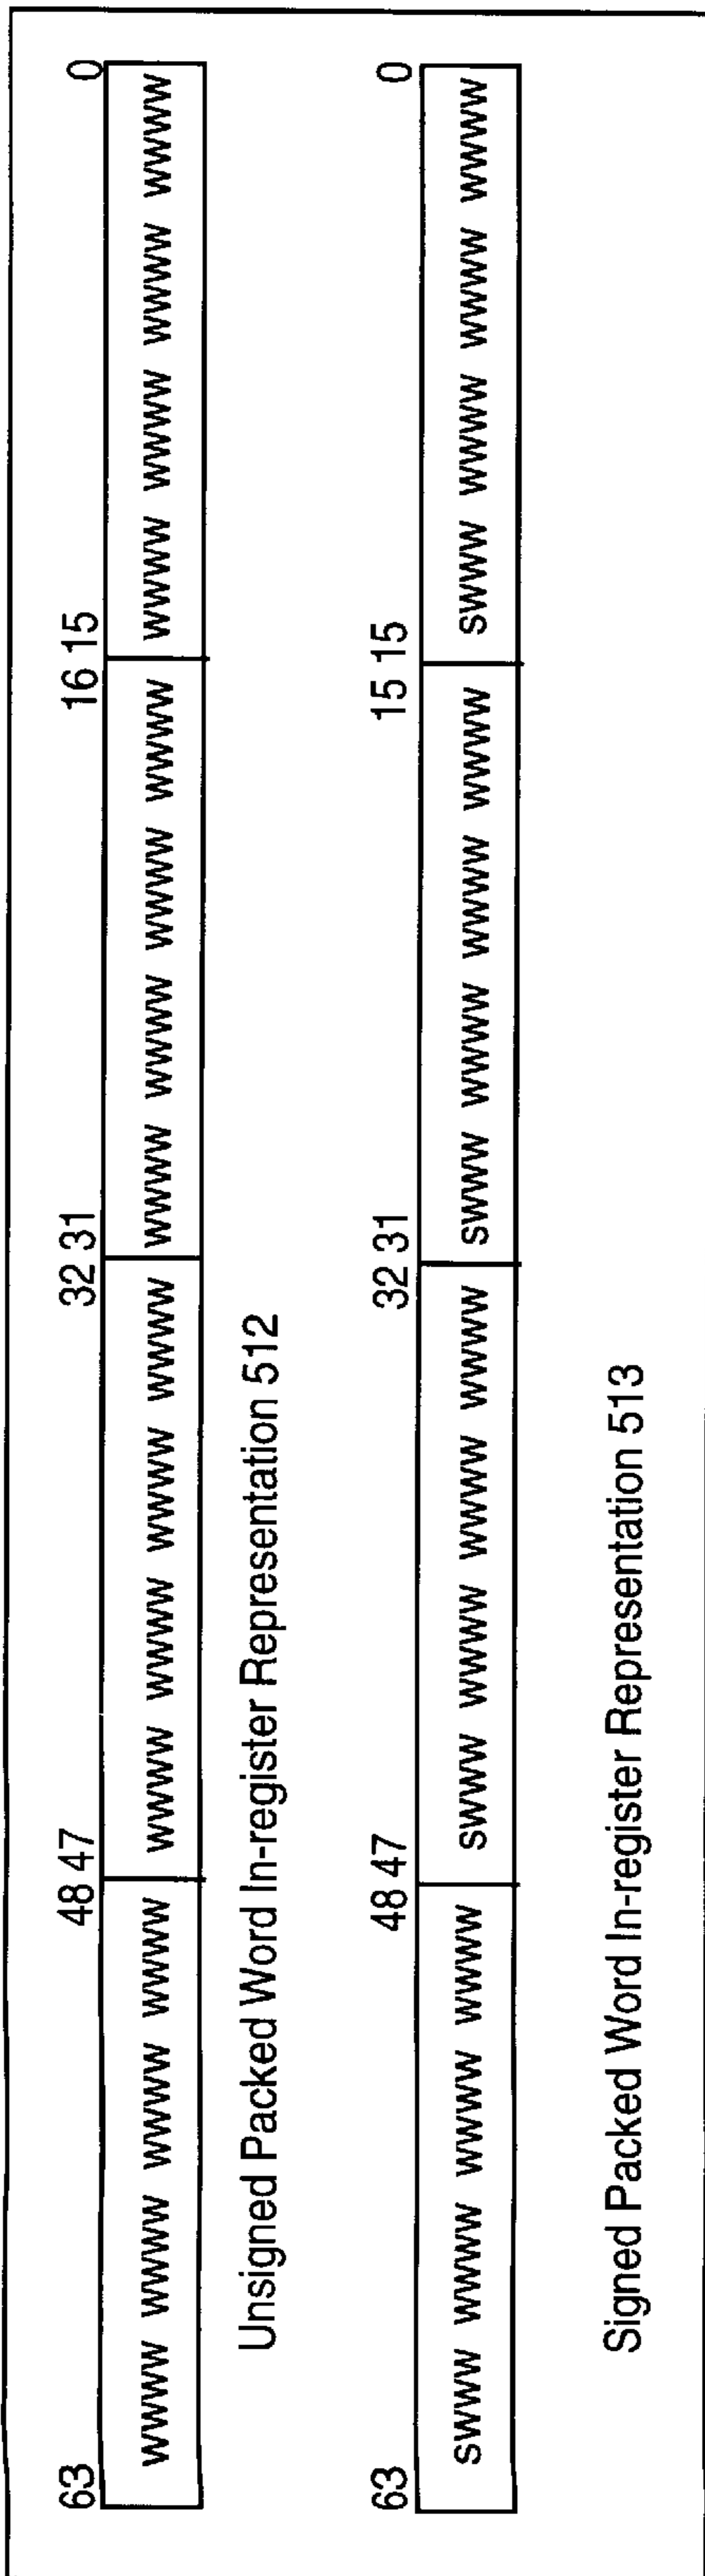 63 48 47 32 31 16 15 0
wwww wwww wwww wwww wwww wwww wwww wwww wwww wwww wwww wwww wwww wwww wwww wwww
Unsigned Packed Word In-register Representation 512
63 48 47 32 31 15 15 0
swww wwww wwww wwww swww wwww wwww wwww swww wwww wwww wwww swww wwww wwww wwww
Signed Packed Word In-register Representation 513